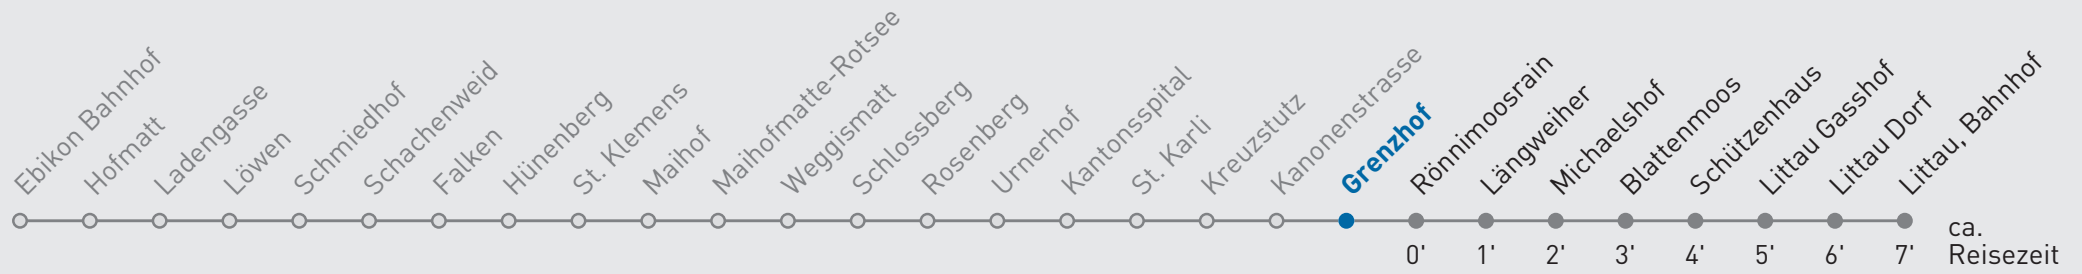 Ebikon Bahnhof
Hofmatt
Ladengasse
Löwen
Schmiedhof
Schachenweid
Falken
Hünenberg
St. Klemens
Maihof
Maihofmatte-Rotsee
Weggismatt
Schlossberg
Rosenberg
Urnerhof
Kantonsspital
St. Karli
Kreuzstutz
Kanonenstrasse
Grenzhof
Rönnimoosrain
Längweiher
Michaelshof
Blattenmoos
Schützenhaus
Littau Gasshof
Littau Dorf
Littau, Bahnhof
0' 1' 2' 3' 4' 5' 6' 7'
ca.
Reisezeit